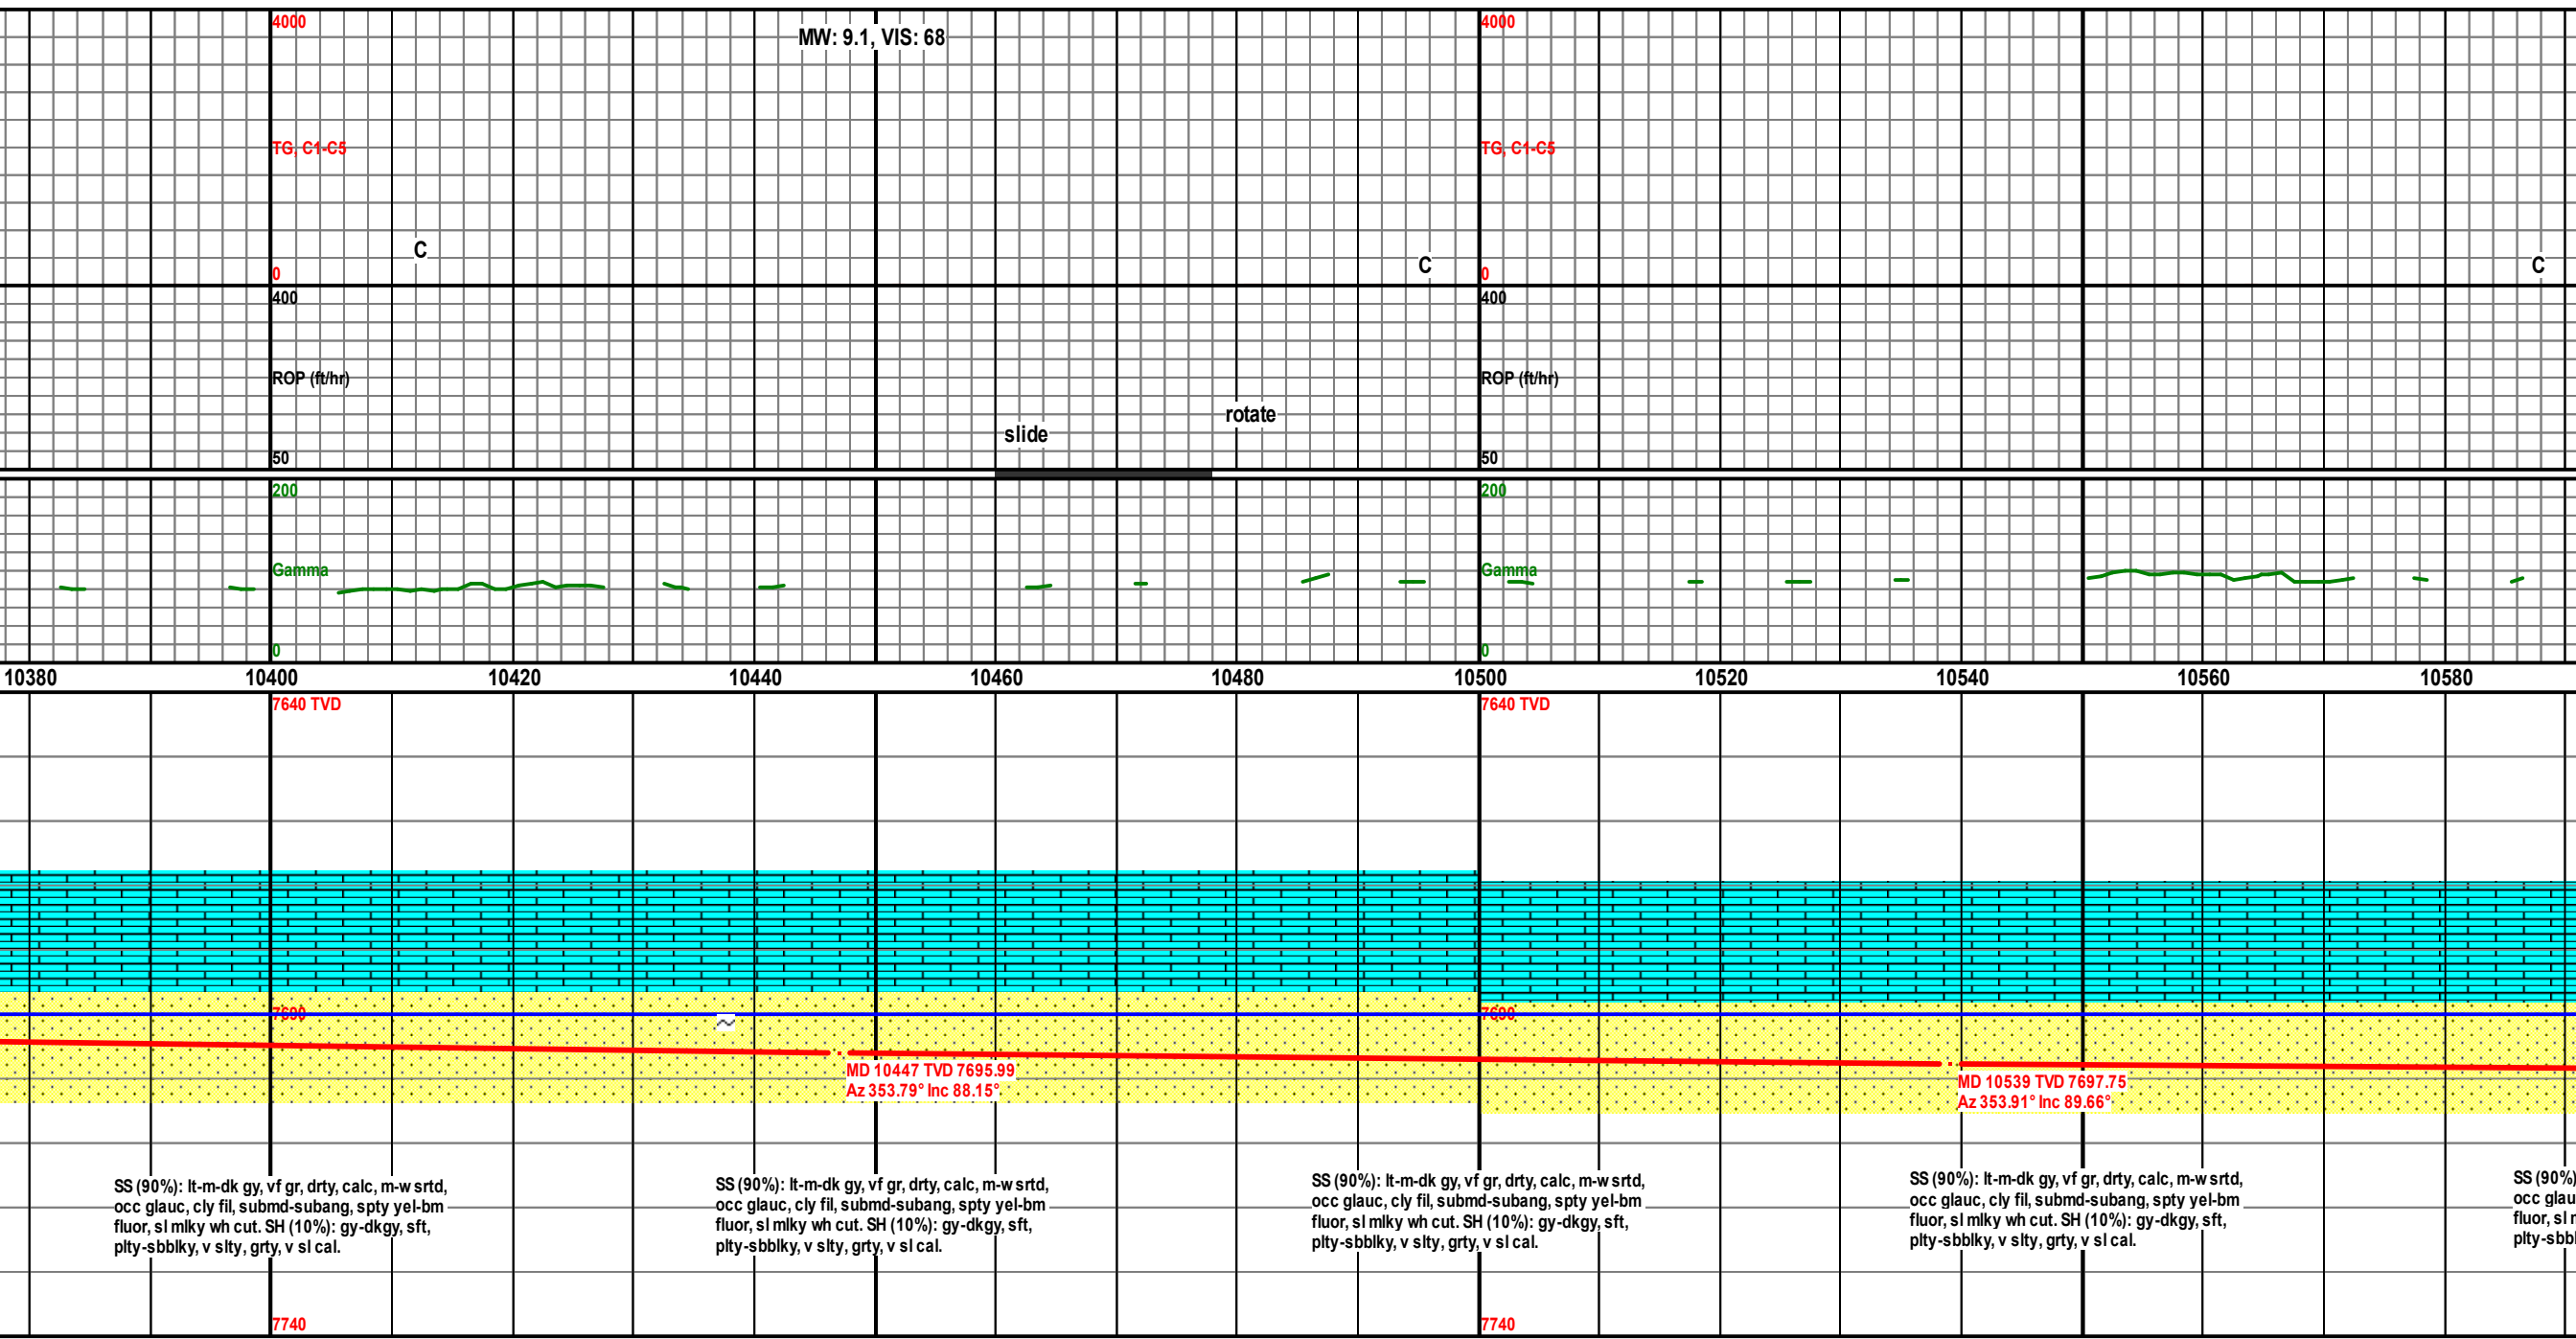 4000
4000
MW: 9.1, VIS: 68
TG, C1-C5
TG, C1-C5
C
C
C
0
0
400
400
ROP (ft/hr)
ROP (ft/hr)
rotate
slide
50
50
200
200
Gamma
Gamma
0
0
10380 10400 10420 10440 10460 10480 10500 10520 10540 10560 10580
7640 TVD
7640 TVD
7690
7690
MD 10447 TVD 7695.99
Az 353.79° Inc 88.15°
MD 10539 TVD 7697.75
Az 353.91° Inc 89.66°
SS (90%): lt-m-dk gy, vf gr, drty, calc, m-w srtd,
occ glauc, cly fil, submd-subang, spty yel-bm
fluor, sl mlky wh cut. SH (10%): gy-dkgy, sft,
plty-sbblky, v slty, grty, v sl cal.
SS (90%): lt-m-dk gy, vf gr, drty, calc, m-w srtd,
occ glauc, cly fil, submd-subang, spty yel-bm
fluor, sl mlky wh cut. SH (10%): gy-dkgy, sft,
plty-sbblky, v slty, grty, v sl cal.
SS (90%): lt-m-dk gy, vf gr, drty, calc, m-w srtd,
occ glauc, cly fil, submd-subang, spty yel-bm
fluor, sl mlky wh cut. SH (10%): gy-dkgy, sft,
plty-sbblky, v slty, grty, v sl cal.
SS (90%): lt-m-dk gy, vf gr, drty, calc, m-w srtd,
occ glauc, cly fil, submd-subang, spty yel-bm
fluor, sl mlky wh cut. SH (10%): gy-dkgy, sft,
plty-sbblky, v slty, grty, v sl cal.
SS (90%)
occ
fluor, sl
7740
7740